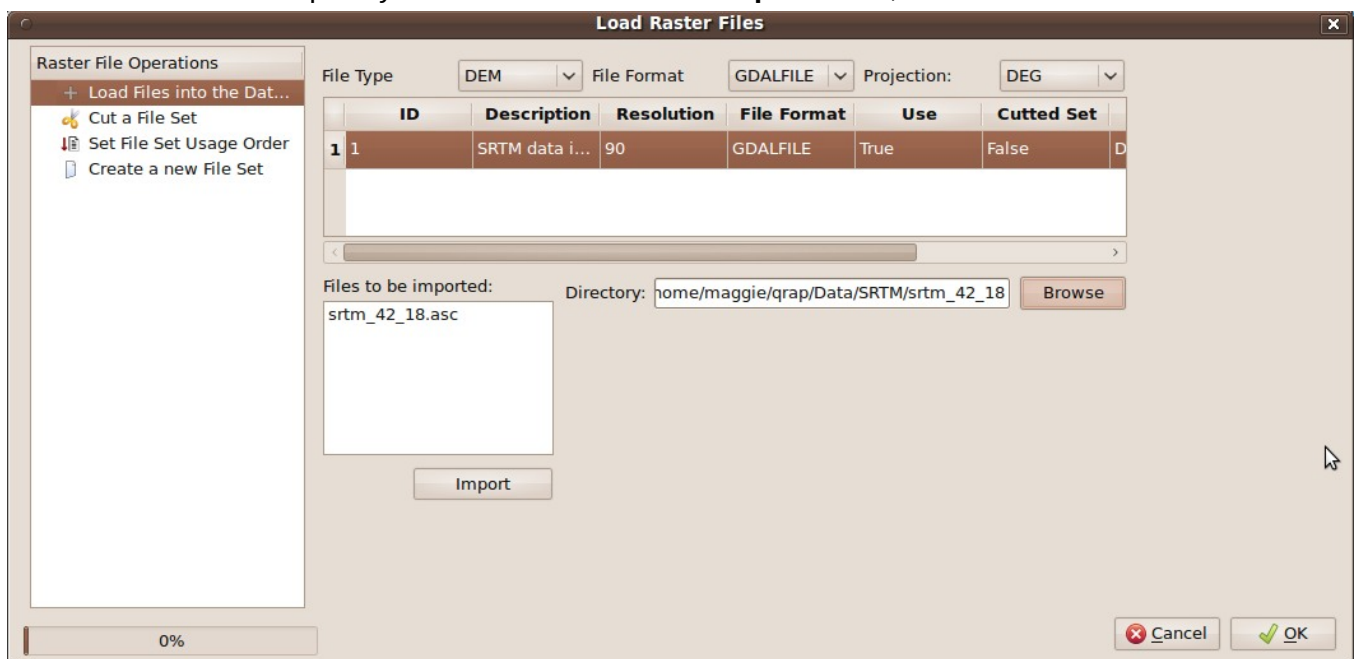 Load Raster Files
Raster File Operations
Load Files into the Dat...
Cut a File Set
Set File Set Usage Order
Create a new File Set
File Type DEM File Format GDALFILE Projection: DEG
ID Description Resolution File Format Use Cutted Set
1 1 SRTM data i... 90 GDALFILE True False D
Files to be imported:
Directory: home/maggie/qrap/Data/SRTM/srtm_42_18 Browse
srtm_42_18.asc
Import
0%
Cancel OK